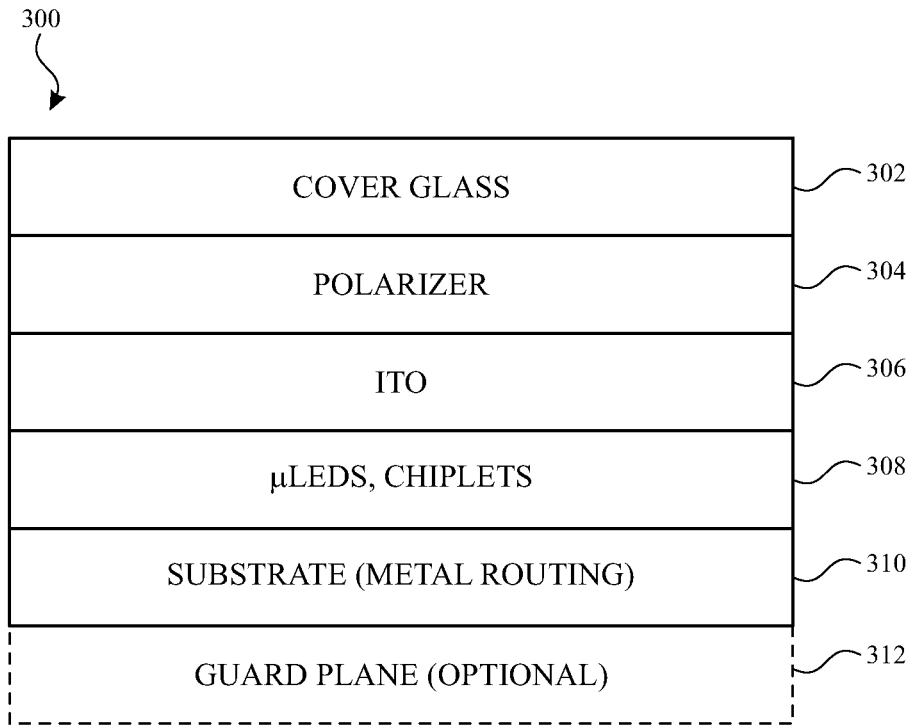 300
COVER GLASS
302
POLARIZER
304
ITO
306
µLEDS, CHIPLETS
308
SUBSTRATE (METAL ROUTING)
310
GUARD PLANE (OPTIONAL)
312